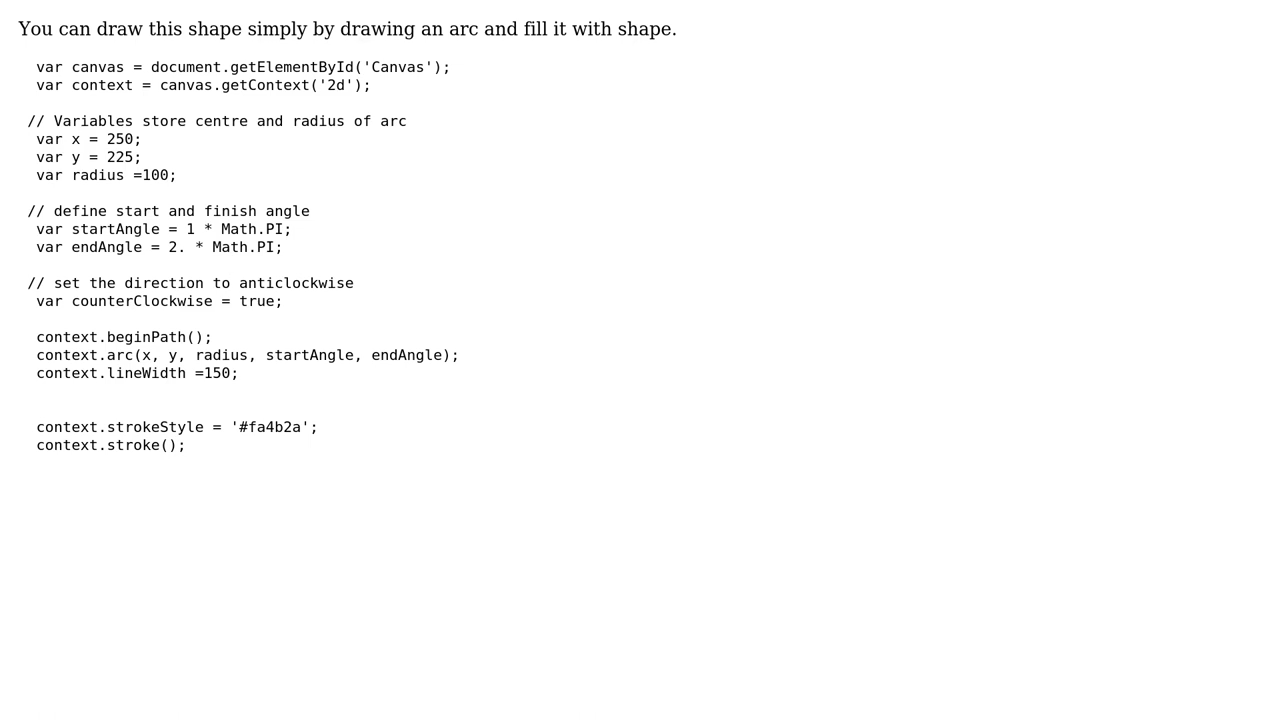 You can draw this shape simply by drawing an arc and fill it with shape.
var canvas = document.getElementById('Canvas');
var context = canvas.getContext('2d');
// Variables store centre and radius of arc
var x = 250;
var y = 225;
var radius =100;
// define start and finish angle
var startAngle = 1 * Math.PI;
var endAngle = 2. * Math.PI;
// set the direction to anticlockwise
var counterClockwise = true;
context.beginPath();
context.arc(x, y, radius, startAngle, endAngle);
context.lineWidth =150;
context.strokeStyle = '#fa4b2a';
context.stroke();